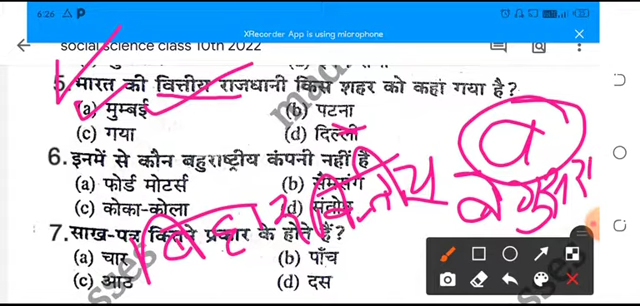 6:26
XRecorder App is using microphone
social science class 10th 2022
5. भारत की वित्तीय राजधानी किस शहर को कहां गया है?
(a) मुम्बई (b) पटना
(c) गया (d) दिल्ली
a
6. इनमें से कौन बहुराष्ट्रीय कंपनी नहीं है
(a) फोर्ड मोटर्स (b) सैमसंग
(c) कोका-कोला (d)
7. साख-पत्र कितने प्रकार के होते हैं?
(a) चार (b) पाँच
(c) आठ (d) दस